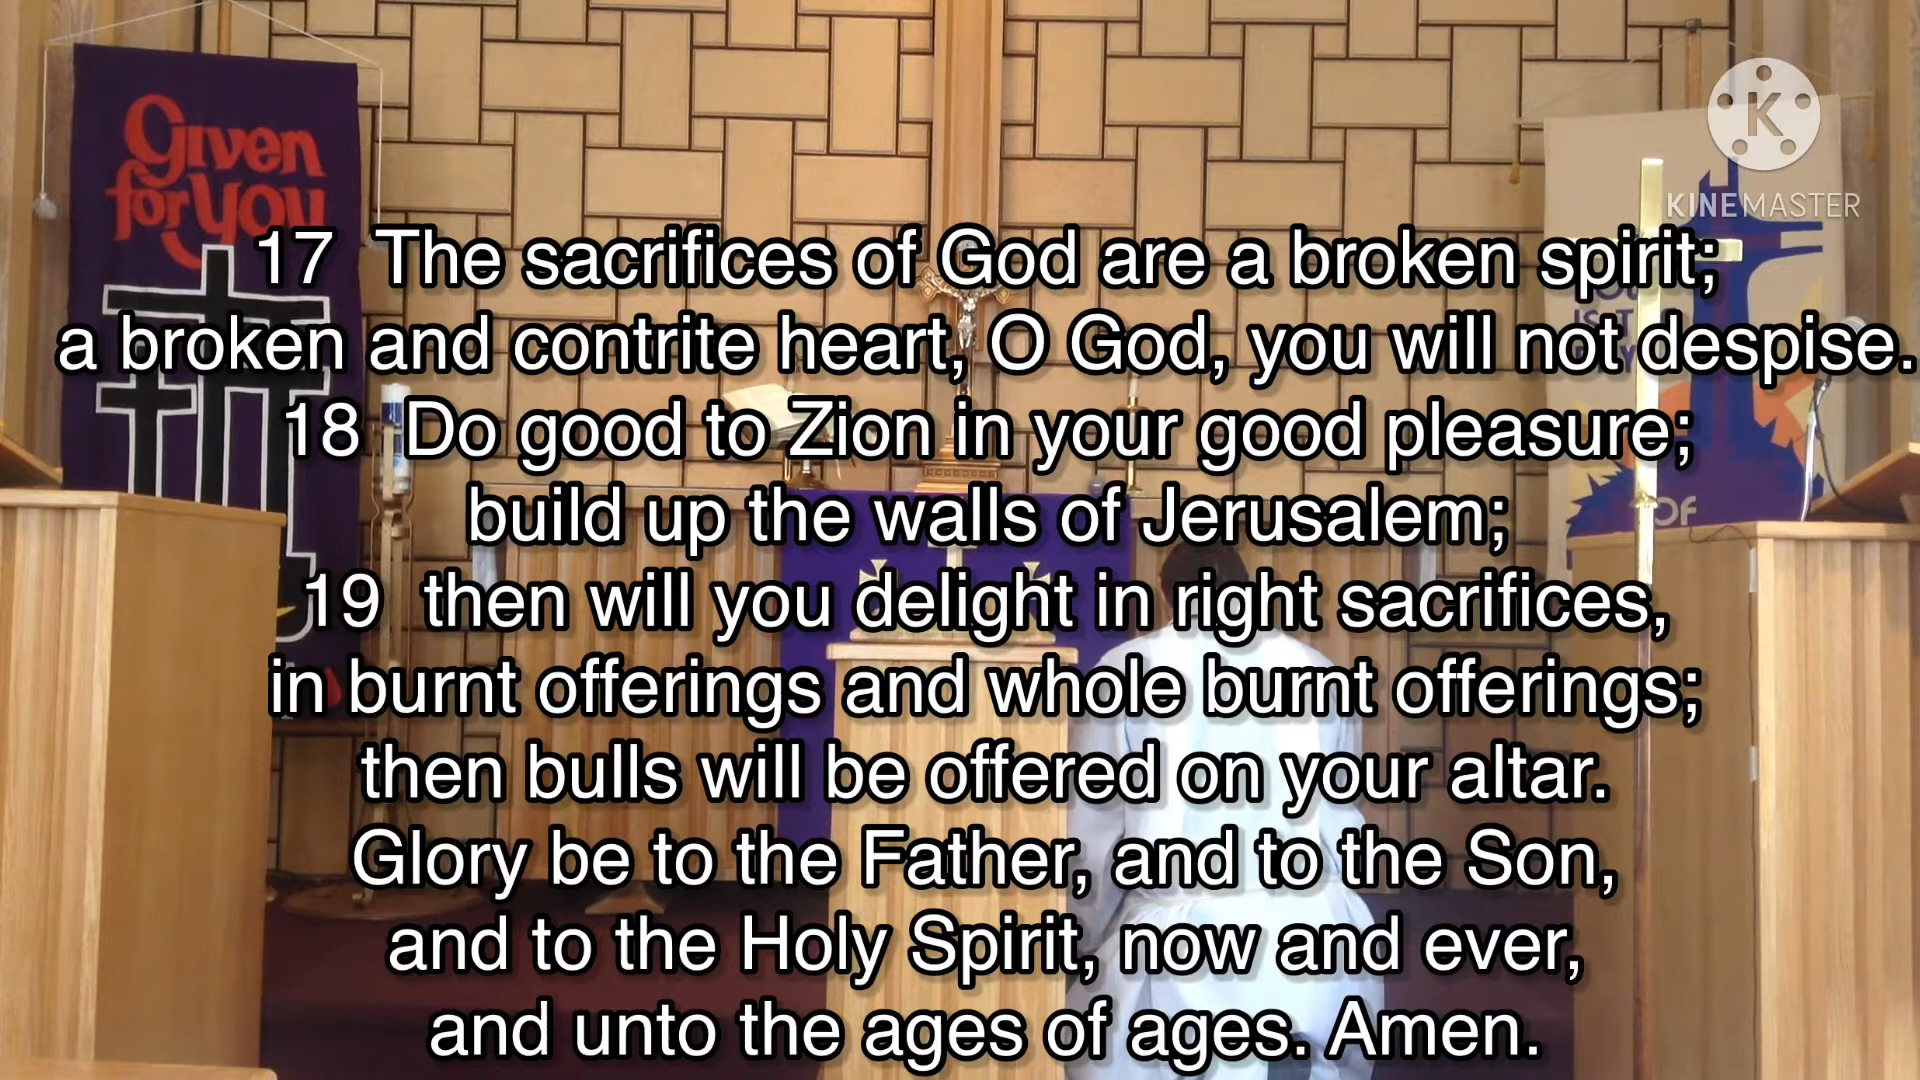 Given
for you
KINEMASTER
17 The sacrifices of God are a broken spirit;
a broken and contrite heart, O God, you will not despise.
18 Do good to Zion in your good pleasure;
build up the walls of Jerusalem;
19 then will you delight in right sacrifices,
in burnt offerings and whole burnt offerings;
then bulls will be offered on your altar.
Glory be to the Father, and to the Son,
and to the Holy Spirit, now and ever,
and unto the ages of ages. Amen.
K
OF